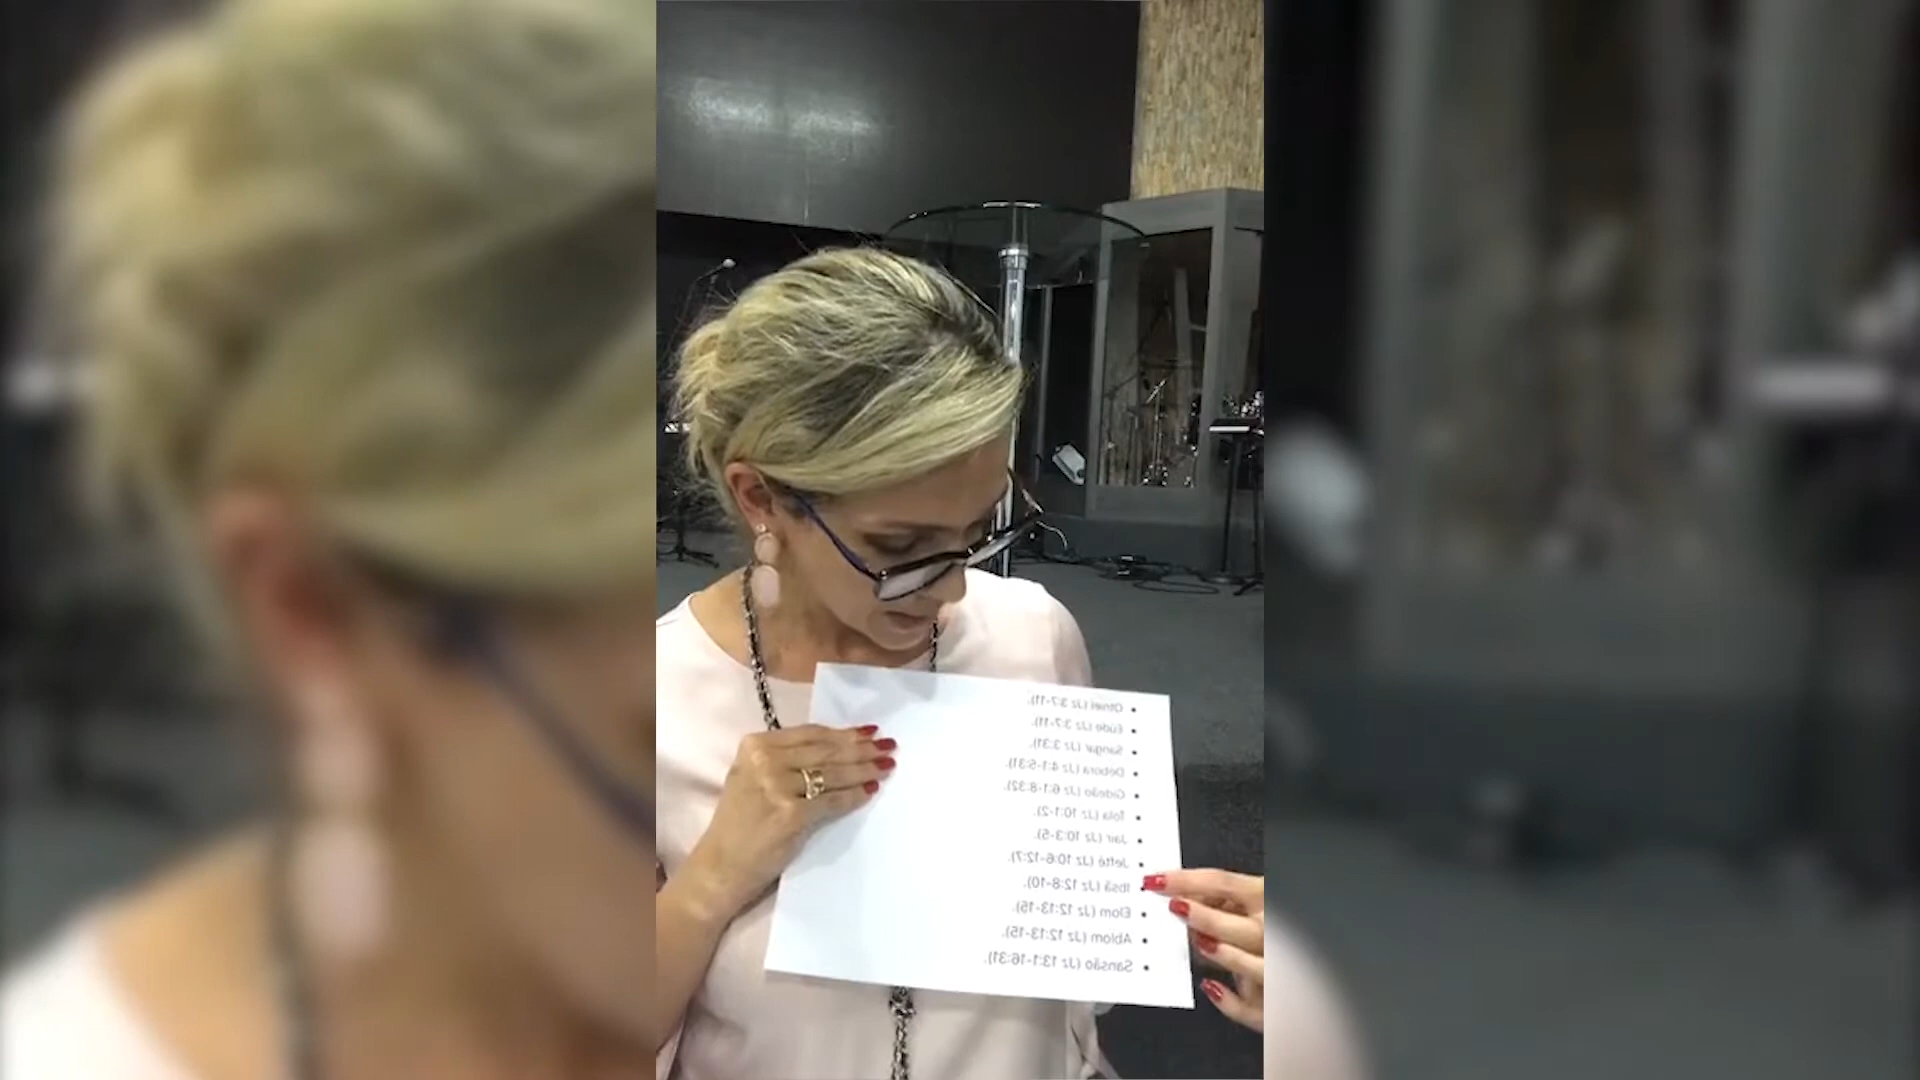 • Otniel (Jz 3:7-11).
• Eúde (Jz 3:7-11).
• Sangar (Jz 3:31).
• Débora (Jz 4:1-5:31).
• Gideão (Jz 6:1-8:32).
• Tola (Jz 10:1-2).
• Jair (Jz 10:3-5).
• Jefté (Jz 10:6-12:7).
• Ibsã (Jz 12:8-10).
• Elom (Jz 12:13-15).
• Ablom (Jz 12:13-15).
• Sansão (Jz 13:1-16:31).